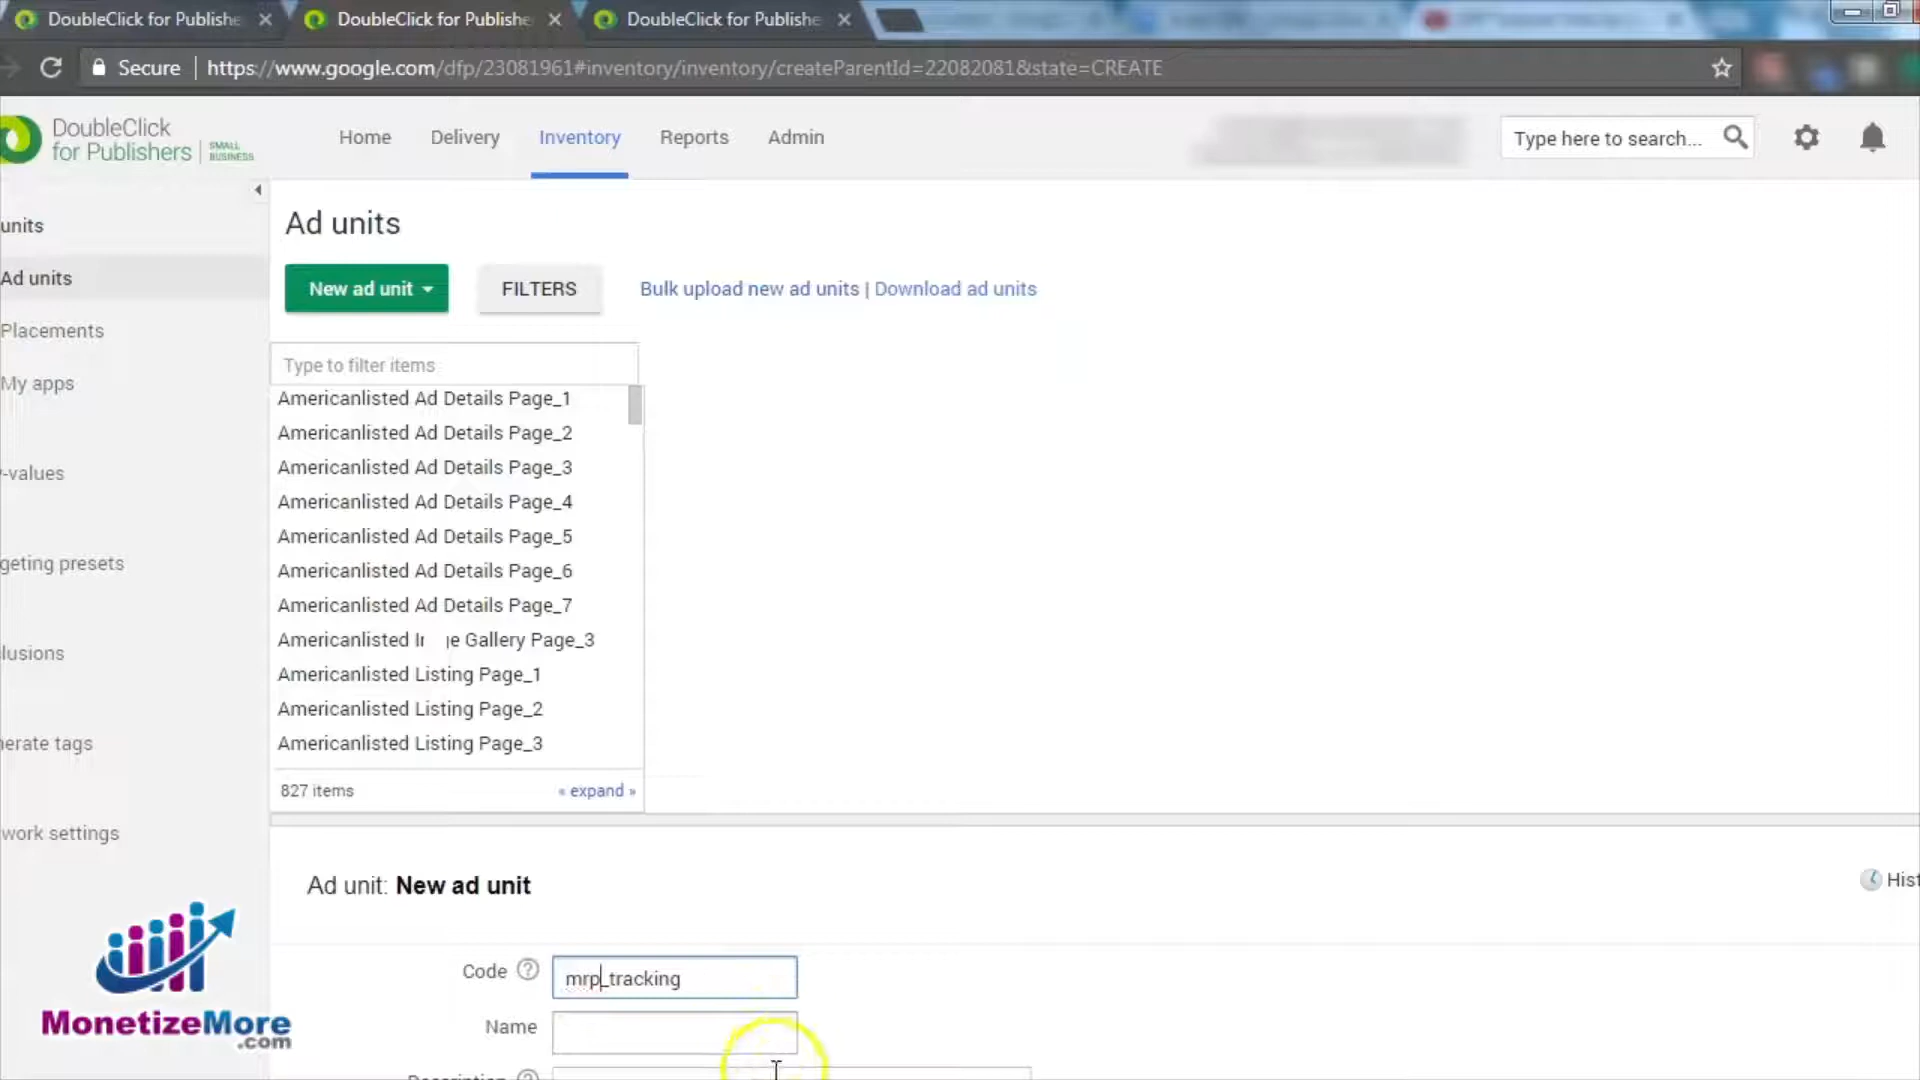 DoubleClick for Publishe
DoubleClick for Publishe
DoubleClick for Publishe
Secure
https://www.google.com/dfp/23081961#inventory/inventory/createParentId=22082081&state=CREATE
DoubleClick
for Publishers
SMALL
BUSINESS
Home
Delivery
Inventory
Reports
Admin
Type here to search...
units
Ad units
Placements
My apps
-values
geting presets
lusions
erate tags
work settings
Ad units
New ad unit
FILTERS
Bulk upload new ad units | Download ad units
Type to filter items
Americanlisted Ad Details Page_1
Americanlisted Ad Details Page_2
Americanlisted Ad Details Page_3
Americanlisted Ad Details Page_4
Americanlisted Ad Details Page_5
Americanlisted Ad Details Page_6
Americanlisted Ad Details Page_7
Americanlisted Gallery Page_3
Americanlisted Listing Page_1
Americanlisted Listing Page_2
Americanlisted Listing Page_3
827 items
« expand »
Ad unit: New ad unit
Hist
Code
mrp_tracking
Name
MonetizeMore
.com